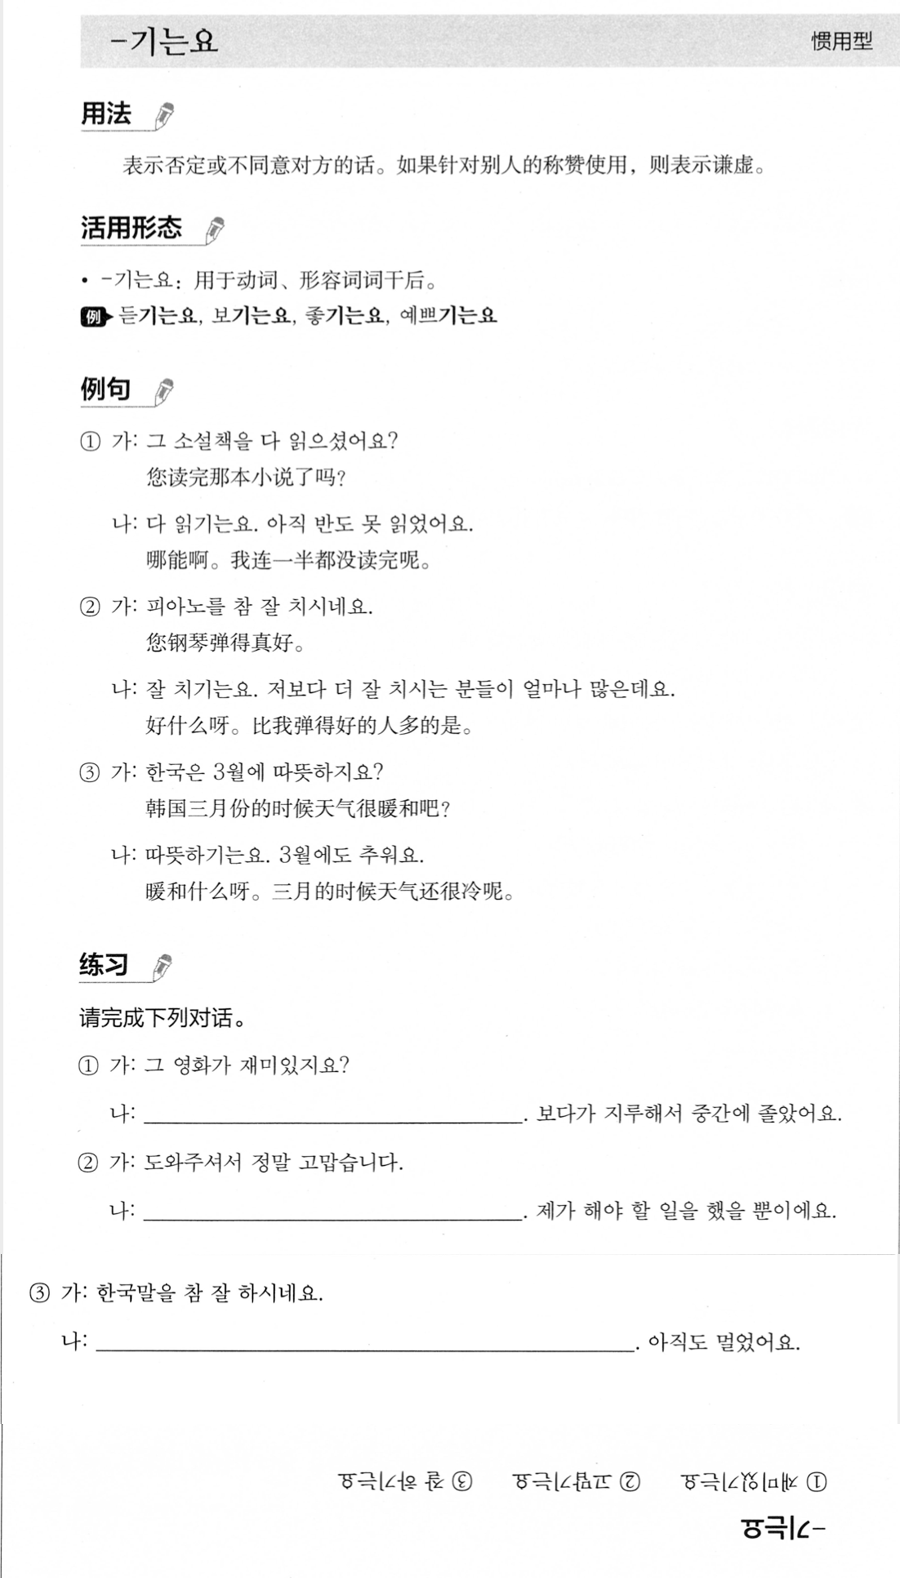 -기는요
惯用型
用法
表示否定或不同意对方的话。如果针对别人的称赞使用，则表示谦虚。
活用形态
• -기는요：用于动词、形容词词干后。
例 듣기는요, 보기는요, 좋기는요, 예쁘기는요
例句
① 가: 그 소설책을 다 읽으셨어요?
您读完那本小说了吗？
나: 다 읽기는요. 아직 반도 못 읽었어요.
哪能啊。我连一半都没读完呢。
② 가: 피아노를 참 잘 치시네요.
您钢琴弹得真好。
나: 잘 치기는요. 저보다 더 잘 치시는 분들이 얼마나 많은데요.
好什么呀。比我弹得好的人多的是。
③ 가: 한국은 3월에 따뜻하지요?
韩国三月份的时候天气很暖和吧？
나: 따뜻하기는요. 3월에도 추워요.
暖和什么呀。三月的时候天气还很冷呢。
练习
请完成下列对话。
① 가: 그 영화가 재미있지요?
나: ______________________. 보다가 지루해서 중간에 졸았어요.
② 가: 도와주셔서 정말 고맙습니다.
나: ______________________. 제가 해야 할 일을 했을 뿐이에요.
③ 가: 한국말을 참 잘 하시네요.
나: ______________________. 아직도 멀었어요.
-기는요
① 재미있기는요 ② 고맙기는요 ③ 잘 하기는요